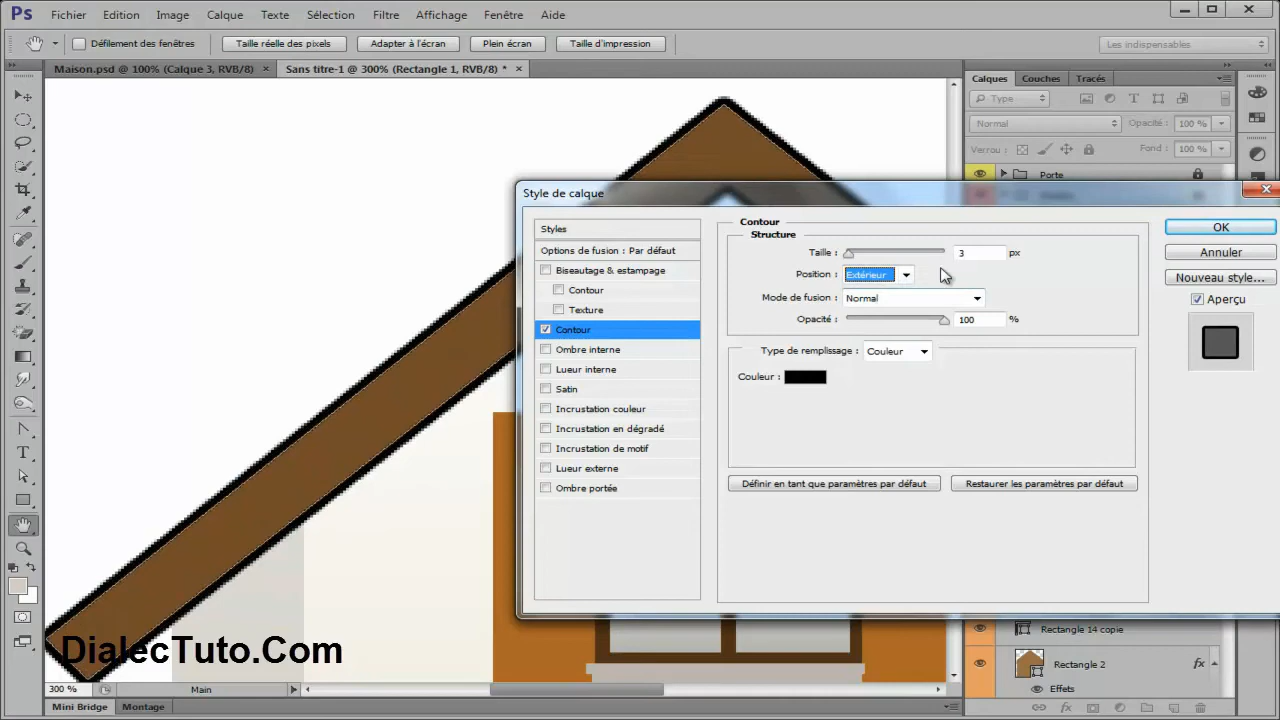 Ps Fichier Edition Image Calque Texte Sélection Filtre Affichage Fenêtre Aide
Défilement des fenêtres Taille réelle des pixels Adapter à l'écran Plein écran Taille d'impression Les indispensables
Maison.psd @ 100% (Calque 3, RVB/8) × Sans titre-1 @ 300% (Rectangle 1, RVB/8) * ×
Calques Couches Tracés
Type
Normal Opacité : 100 %
Verrou : Fond : 100 %
Porte
Style de calque
Styles
Options de fusion : Par défaut
Biseautage & estampage
Contour
Texture
Contour
Ombre interne
Lueur interne
Satin
Incrustation couleur
Incrustation en dégradé
Incrustation de motif
Lueur externe
Ombre portée
Contour
Structure
Taille : 3 px
Position : Extérieur
Mode de fusion : Normal
Opacité : 100 %
Type de remplissage : Couleur
Couleur :
Définir en tant que paramètres par défaut Restaurer les paramètres par défaut
OK
Annuler
Nouveau style...
Aperçu
Rectangle 14 copie
Rectangle 2 fx
Effets
DialecTuto.Com
300 % Main
Mini Bridge Montage